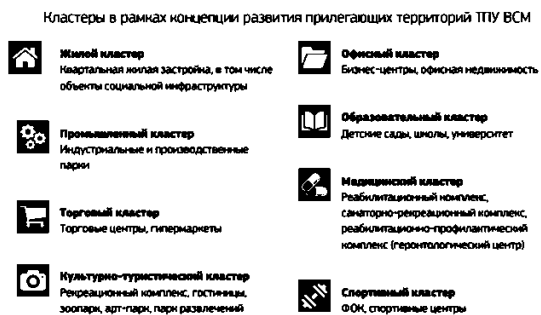 Кластеры в рамках концепции развития прилегающих территорий ТПУ ВСМ
Жилой кластер
Квартальная жилая застройка, в том числе
объекты социальной инфраструктуры
Промышленный кластер
Индустриальные и производственные
парки
Торговый кластер
Торговые центры, гипермаркеты
Культурно-туристический кластер
Рекреационный комплекс, гостиницы,
зоопарк, арт-парк, парк развлечений
Офисный кластер
Бизнес-центры, офисная недвижимость
Образовательный кластер
Детские сады, школы, университет
Медицинский кластер
Реабилитационный комплекс,
санаторно-рекреационный комплекс,
реабилитационно-профилактический
комплекс (геронтологический центр)
Спортивный кластер
ФОК, спортивные центры